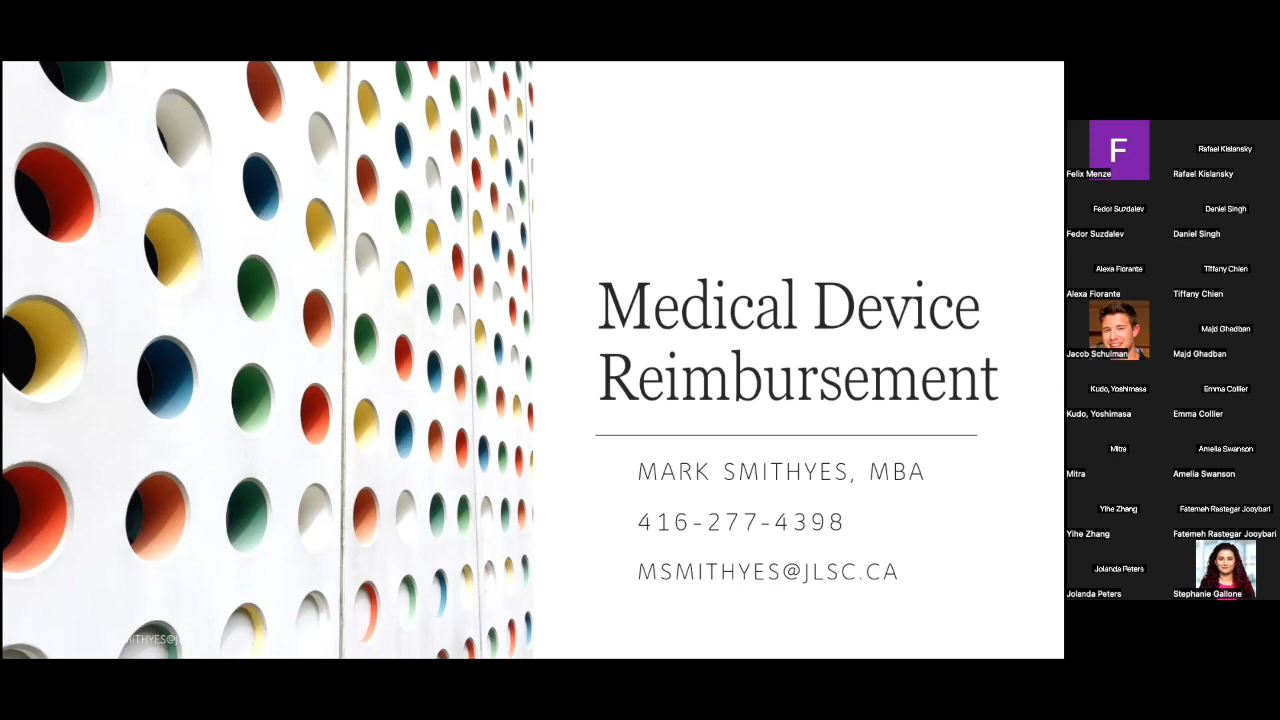 Medical Device
Reimbursement
MARK SMITHYES, MBA
416-277-4398
MSMITHYES@JLSC.CA
F
Felix Menze
Rafael Kislansky
Rafael Kislansky
Fedor Suzdalev
Fedor Suzdalev
Daniel Singh
Daniel Singh
Alexa Fiorante
Alexa Fiorante
Tiffany Chien
Tiffany Chien
Jacob Schulman
Majd Ghadban
Majd Ghadban
Kudo, Yoshimasa
Kudo, Yoshimasa
Emma Collier
Emma Collier
Mitra
Mitra
Amelia Swanson
Amelia Swanson
Yihe Zhang
Yihe Zhang
Fatemeh Rastegar Jooybari
Fatemeh Rastegar Jooybari
Jolanda Peters
Jolanda Peters
Stephanie Gallone